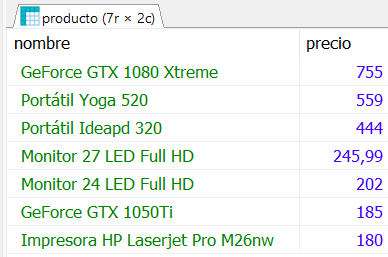 producto (7r × 2c)
nombre precio
GeForce GTX 1080 Xtreme 755
Portátil Yoga 520 559
Portátil Ideapd 320 444
Monitor 27 LED Full HD 245,99
Monitor 24 LED Full HD 202
GeForce GTX 1050Ti 185
Impresora HP Laserjet Pro M26nw 180